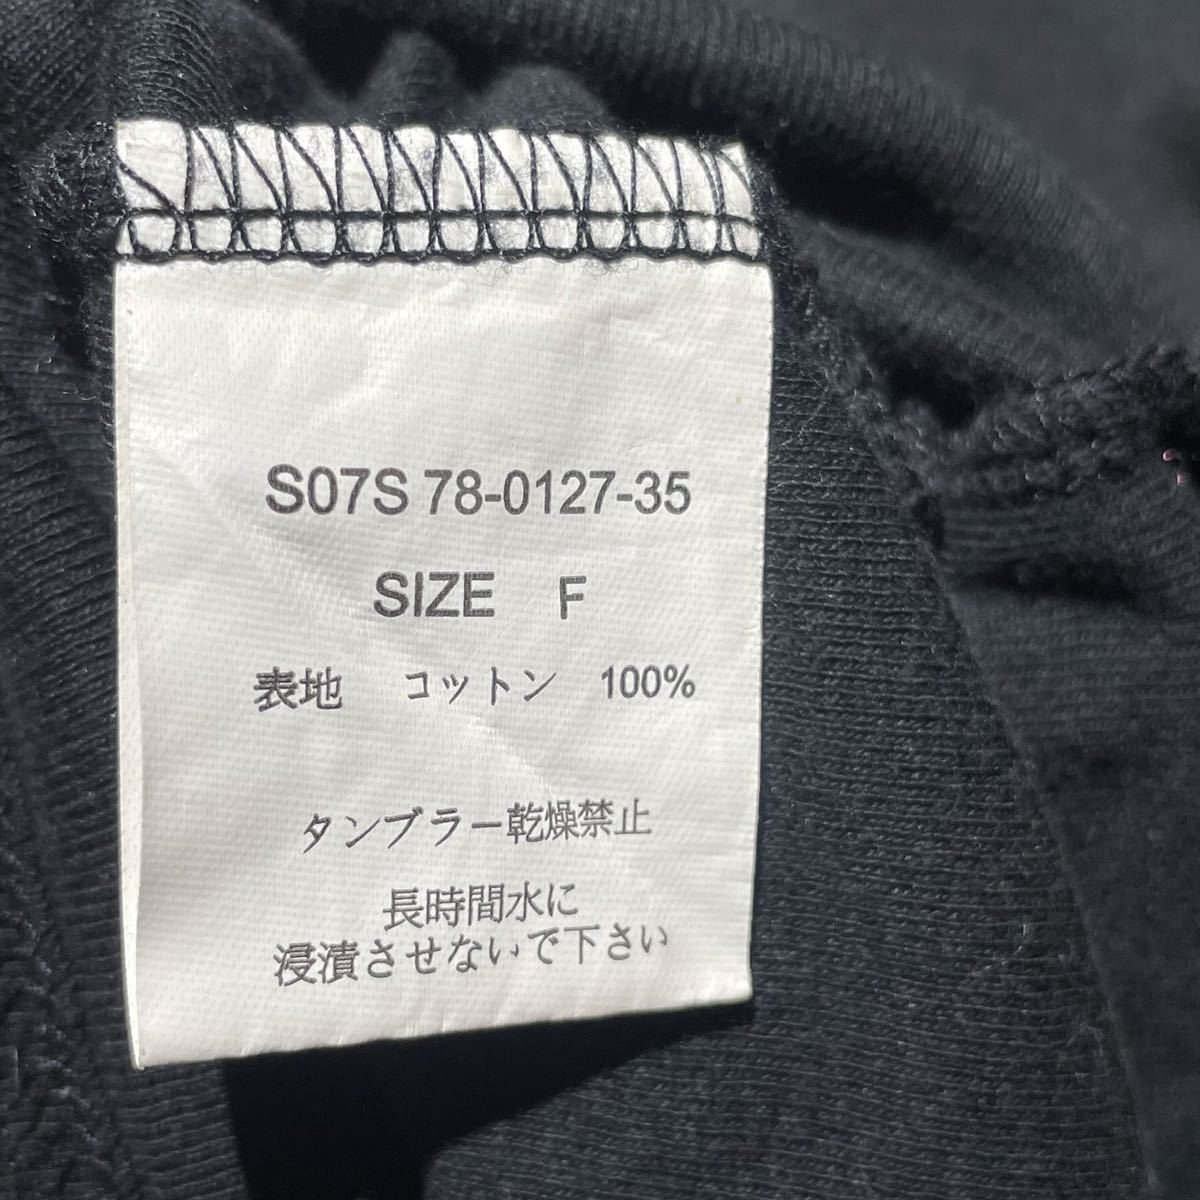 S07S 78-0127-35
SIZE F
表地 コットン 100%
タンブラー乾燥禁止
長時間水に
浸漬させないで下さい